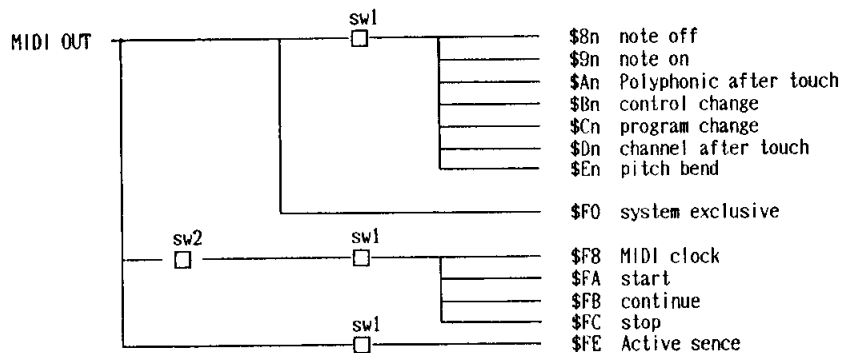 sw1
MIDI OUT
$8n note off
$9n note on
$An Polyphonic after touch
$Bn control change
$Cn program change
$Dn channel after touch
$En pitch bend
$F0 system exclusive
sw2 sw1
$F8 MIDI clock
$FA start
$FB continue
$FC stop
sw1
$FE Active sence